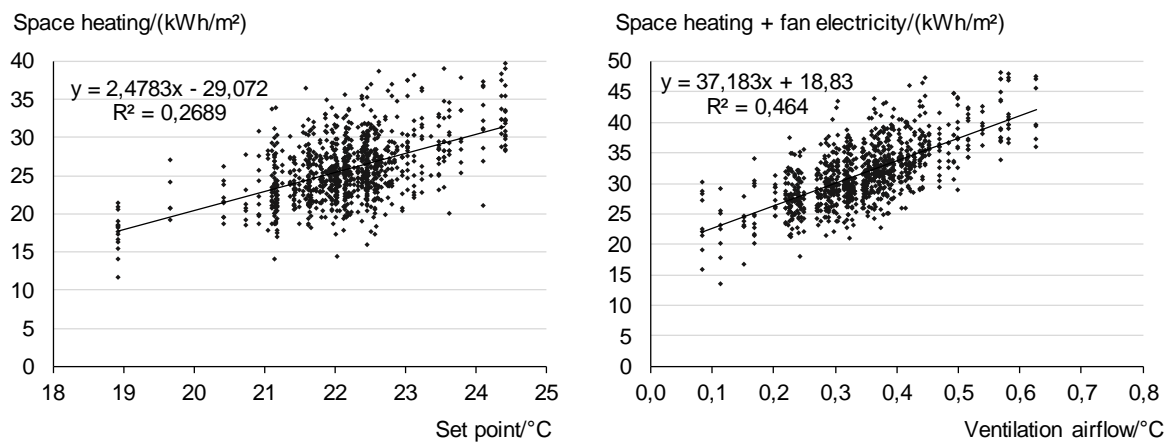 Space heating/(kWh/m²)
40
35
30
25
20
15
10
5
0
y = 2,4783x - 29,072
R² = 0,2689
18 19 20 21 22 23 24 25
Set point/°C
Space heating + fan electricity/(kWh/m²)
50
45
40
35
30
25
20
15
10
5
0
y = 37,183x + 18,83
R² = 0,464
0,0 0,1 0,2 0,3 0,4 0,5 0,6 0,7 0,8
Ventilation airflow/°C